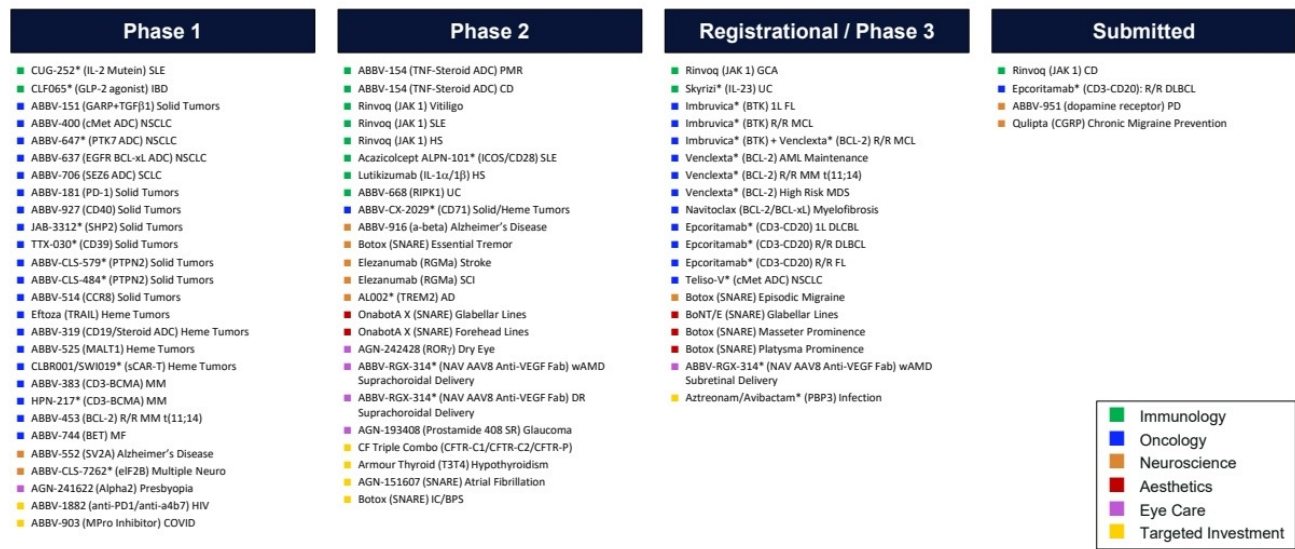 Phase 1
CUG-252* (IL-2 Mutein) SLE
CLF065* (GLP-2 agonist) IBD
ABBV-151 (GARP+TGFβ1) Solid Tumors
ABBV-400 (cMet ADC) NSCLC
ABBV-647* (PTK7 ADC) NSCLC
ABBV-637 (EGFR BCL-xL ADC) NSCLC
ABBV-706 (SEZ6 ADC) SCLC
ABBV-181 (PD-1) Solid Tumors
ABBV-927 (CD40) Solid Tumors
JAB-3312* (SHP2) Solid Tumors
TTX-030* (CD39) Solid Tumors
ABBV-CLS-579* (PTPN2) Solid Tumors
ABBV-CLS-484* (PTPN2) Solid Tumors
ABBV-514 (CCR8) Solid Tumors
Eftoza (TRAIL) Heme Tumors
ABBV-319 (CD19/Steroid ADC) Heme Tumors
ABBV-525 (MALT1) Heme Tumors
CLBR001/SWI019* (sCAR-T) Heme Tumors
ABBV-383 (CD3-BCMA) MM
HPN-217* (CD3-BCMA) MM
ABBV-453 (BCL-2) R/R MM t(11;14)
ABBV-744 (BET) MF
ABBV-552 (SV2A) Alzheimer's Disease
ABBV-CLS-7262* (eIF2B) Multiple Neuro
AGN-241622 (Alpha2) Presbyopia
ABBV-1882 (anti-PD1/anti-a4b7) HIV
ABBV-903 (MPro Inhibitor) COVID
Phase 2
ABBV-154 (TNF-Steroid ADC) PMR
ABBV-154 (TNF-Steroid ADC) CD
Rinvoq (JAK 1) Vitiligo
Rinvoq (JAK 1) SLE
Rinvoq (JAK 1) HS
Acazicolcept ALPN-101* (ICOS/CD28) SLE
Lutikizumab (IL-1α/1β) HS
ABBV-668 (RIPK1) UC
ABBV-CX-2029* (CD71) Solid/Heme Tumors
ABBV-916 (a-beta) Alzheimer's Disease
Botox (SNARE) Essential Tremor
Elezanumab (RGMa) Stroke
Elezanumab (RGMa) SCI
AL002* (TREM2) AD
OnabotA X (SNARE) Glabellar Lines
OnabotA X (SNARE) Forehead Lines
AGN-242428 (RORγ) Dry Eye
ABBV-RGX-314* (NAV AAV8 Anti-VEGF Fab) wAMD
Suprachoroidal Delivery
ABBV-RGX-314* (NAV AAV8 Anti-VEGF Fab) DR
Suprachoroidal Delivery
AGN-193408 (Prostamide 408 SR) Glaucoma
CF Triple Combo (CFTR-C1/CFTR-C2/CFTR-P)
Armour Thyroid (T3T4) Hypothyroidism
AGN-151607 (SNARE) Atrial Fibrillation
Botox (SNARE) IC/BPS
Registrational / Phase 3
Rinvoq (JAK 1) GCA
Skyrizi* (IL-23) UC
Imbruvica* (BTK) 1L FL
Imbruvica* (BTK) R/R MCL
Imbruvica* (BTK) + Venclexta* (BCL-2) R/R MCL
Venclexta* (BCL-2) AML Maintenance
Venclexta* (BCL-2) R/R MM t(11;14)
Venclexta* (BCL-2) High Risk MDS
Navitoclax (BCL-2/BCL-xL) Myelofibrosis
Epcoritamab* (CD3-CD20) 1L DLCBL
Epcoritamab* (CD3-CD20) R/R DLBCL
Epcoritamab* (CD3-CD20) R/R FL
Teliso-V* (cMet ADC) NSCLC
Botox (SNARE) Episodic Migraine
BoNT/E (SNARE) Glabellar Lines
Botox (SNARE) Masseter Prominence
Botox (SNARE) Platysma Prominence
ABBV-RGX-314* (NAV AAV8 Anti-VEGF Fab) wAMD
Subretinal Delivery
Aztreonam/Avibactam* (PBP3) Infection
Submitted
Rinvoq (JAK 1) CD
Epcoritamab* (CD3-CD20): R/R DLBCL
ABBV-951 (dopamine receptor) PD
Qulipta (CGRP) Chronic Migraine Prevention
Immunology
Oncology
Neuroscience
Aesthetics
Eye Care
Targeted Investment